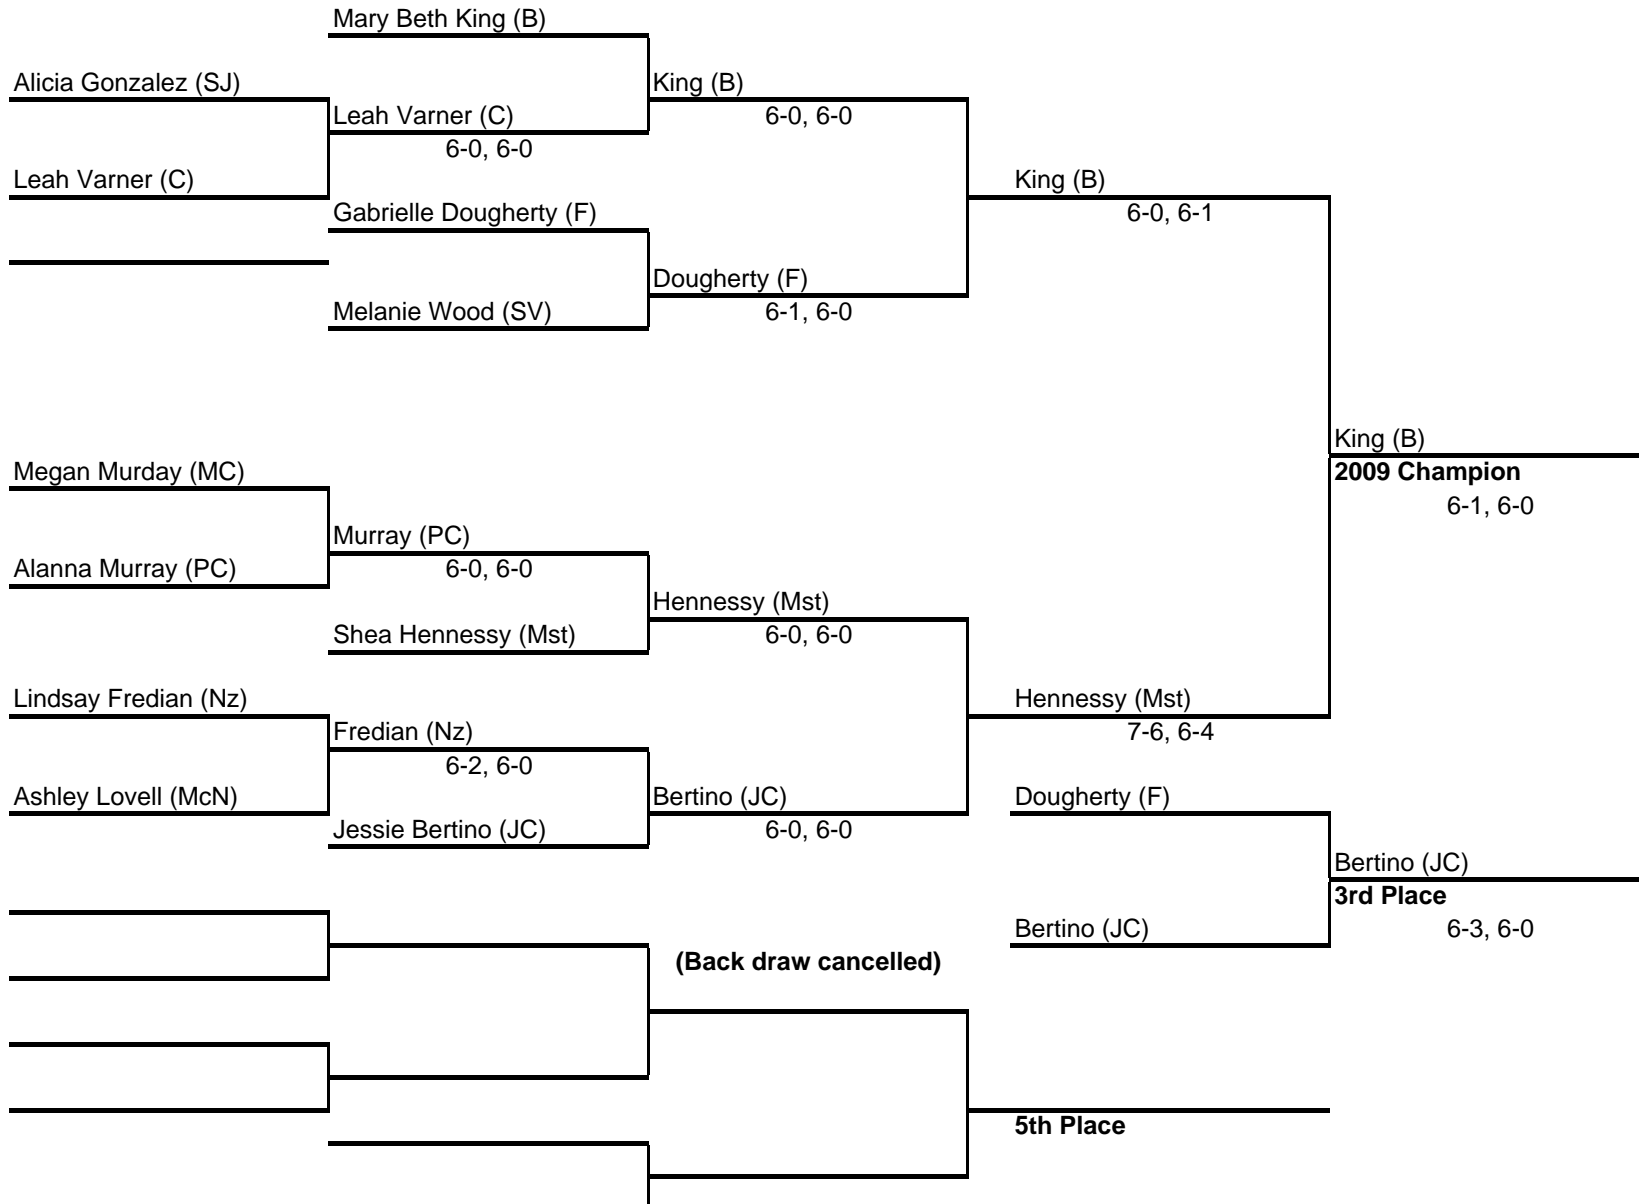 Mary Beth King (B)
Alicia Gonzalez (SJ)
King (B)
Leah Varner (C)
6-0, 6-0
6-0, 6-0
Leah Varner (C)
King (B)
Gabrielle Dougherty (F)
6-0, 6-1
Dougherty (F)
Melanie Wood (SV)
6-1, 6-0
King (B)
Megan Murday (MC)
2009 Champion
6-1, 6-0
Murray (PC)
Alanna Murray (PC)
6-0, 6-0
Hennessy (Mst)
Shea Hennessy (Mst)
6-0, 6-0
Lindsay Fredian (Nz)
Hennessy (Mst)
Fredian (Nz)
7-6, 6-4
6-2, 6-0
Ashley Lovell (McN)
Bertino (JC)
Dougherty (F)
Jessie Bertino (JC)
6-0, 6-0
Bertino (JC)
3rd Place
Bertino (JC)
6-3, 6-0
(Back draw cancelled)
5th Place